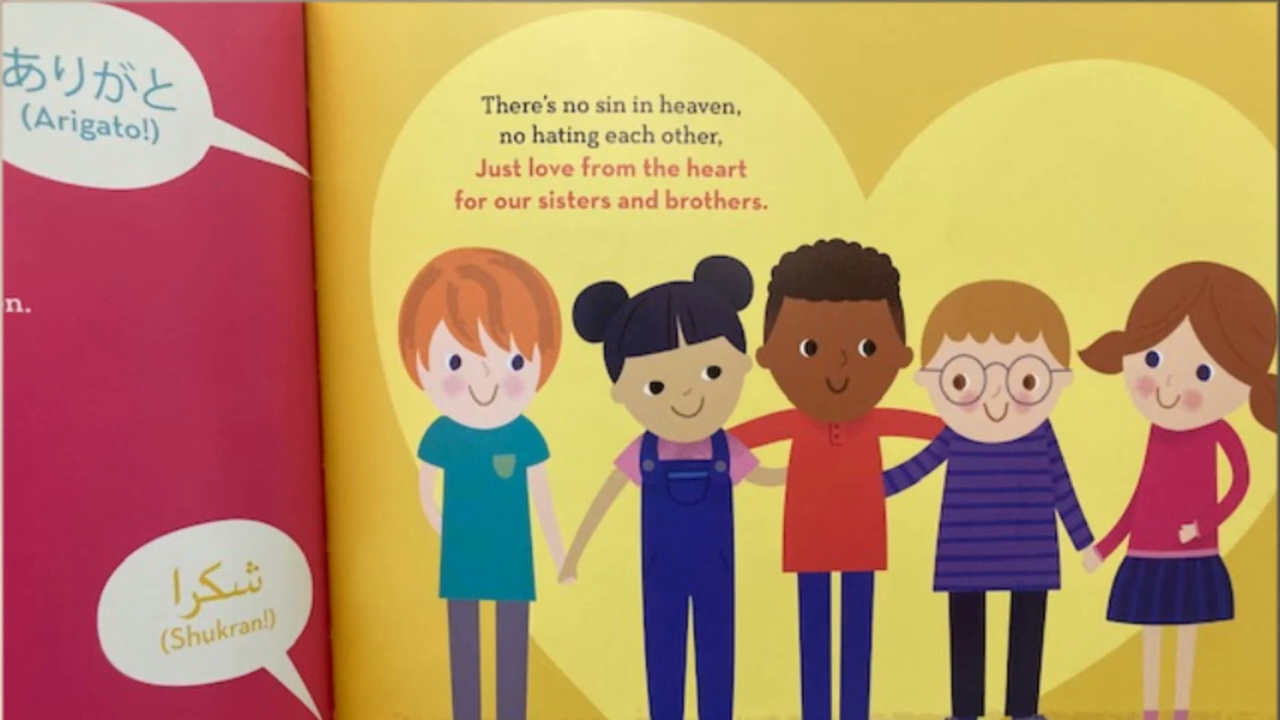 ありがと
(Arigato!)
n.
شكرا
(Shukran!)
There's no sin in heaven,
no hating each other,
Just love from the heart
for our sisters and brothers.